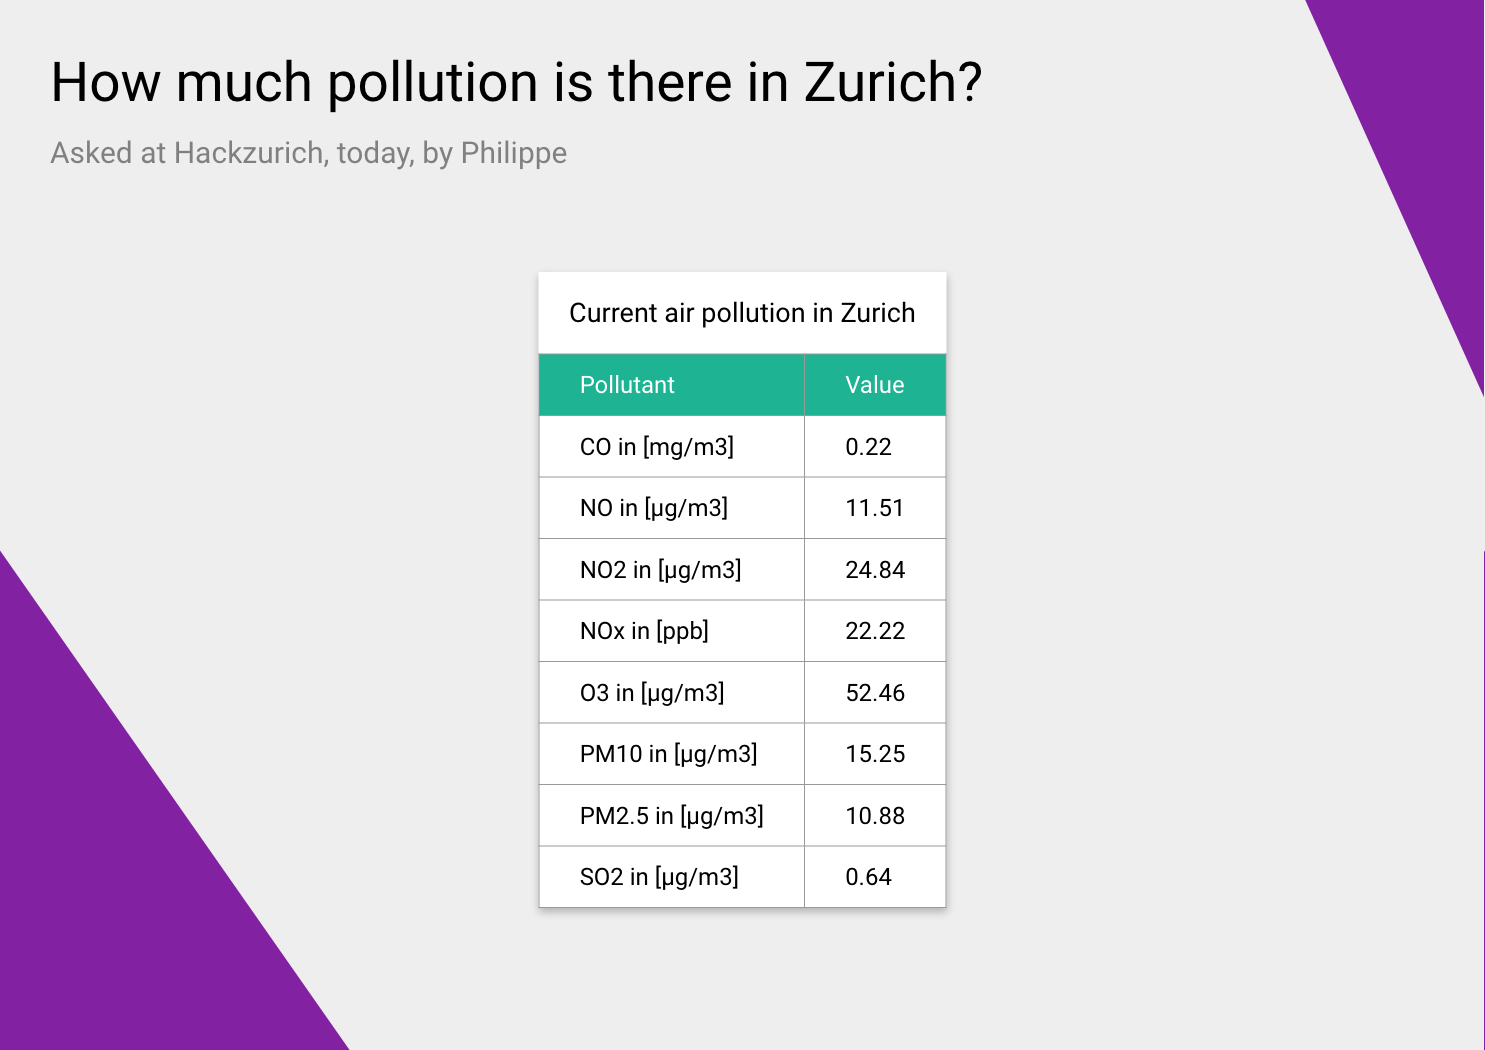 How much pollution is there in Zurich?
Asked at Hackzurich, today, by Philippe
Current air pollution in Zurich
Pollutant Value
CO in [mg/m3] 0.22
NO in [µg/m3] 11.51
NO2 in [µg/m3] 24.84
NOx in [ppb] 22.22
O3 in [µg/m3] 52.46
PM10 in [µg/m3] 15.25
PM2.5 in [µg/m3] 10.88
SO2 in [µg/m3] 0.64